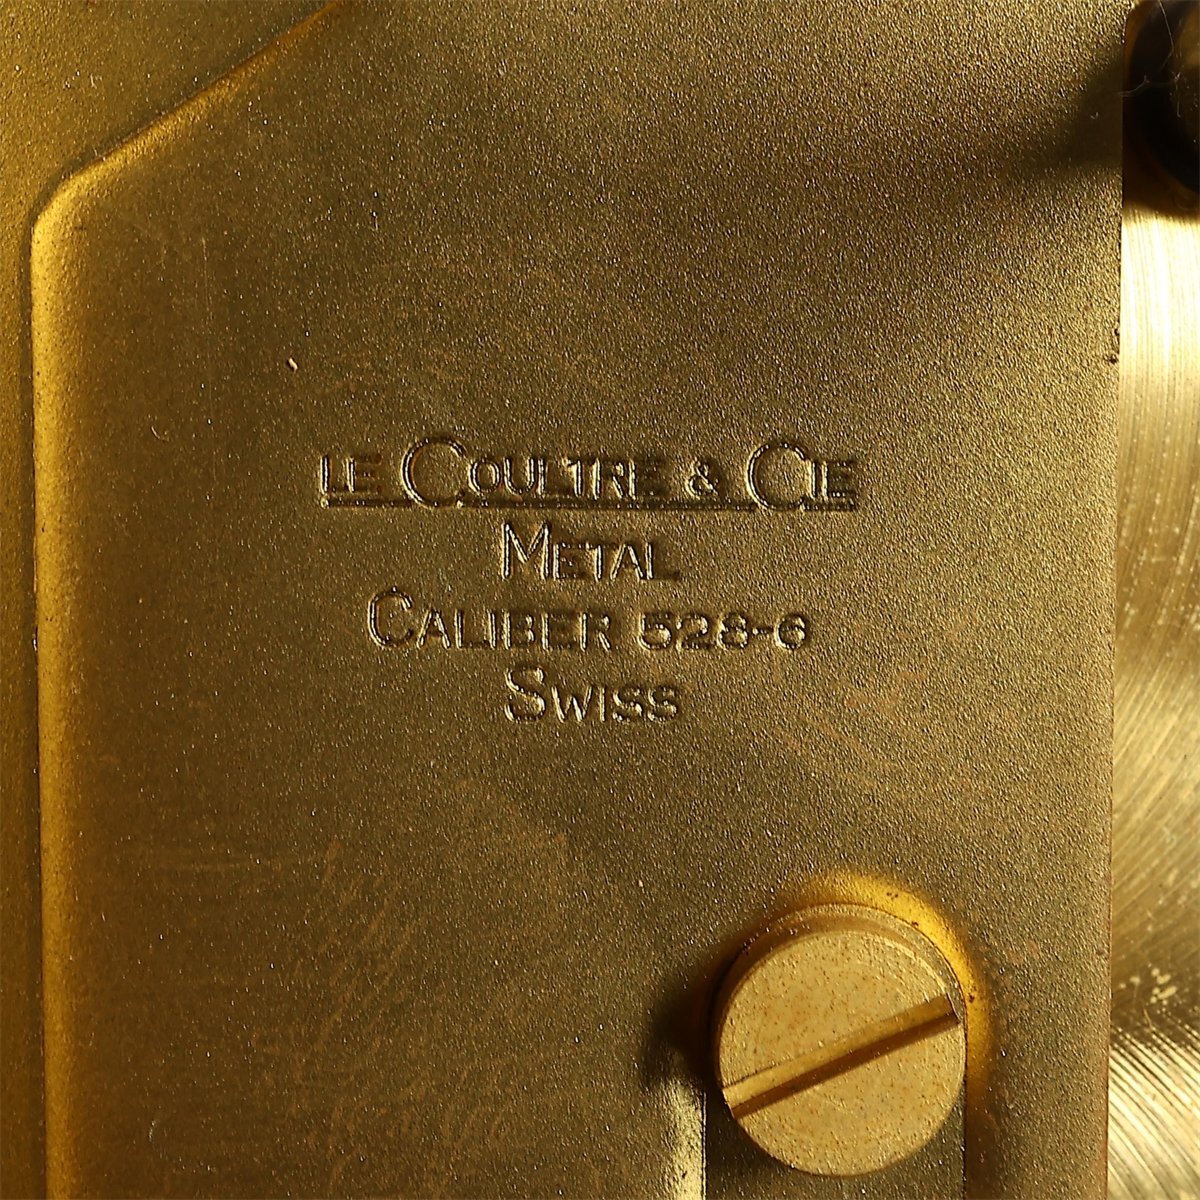 LE COULTRE & CIE
METAL
CALIBER 528-6
SWISS